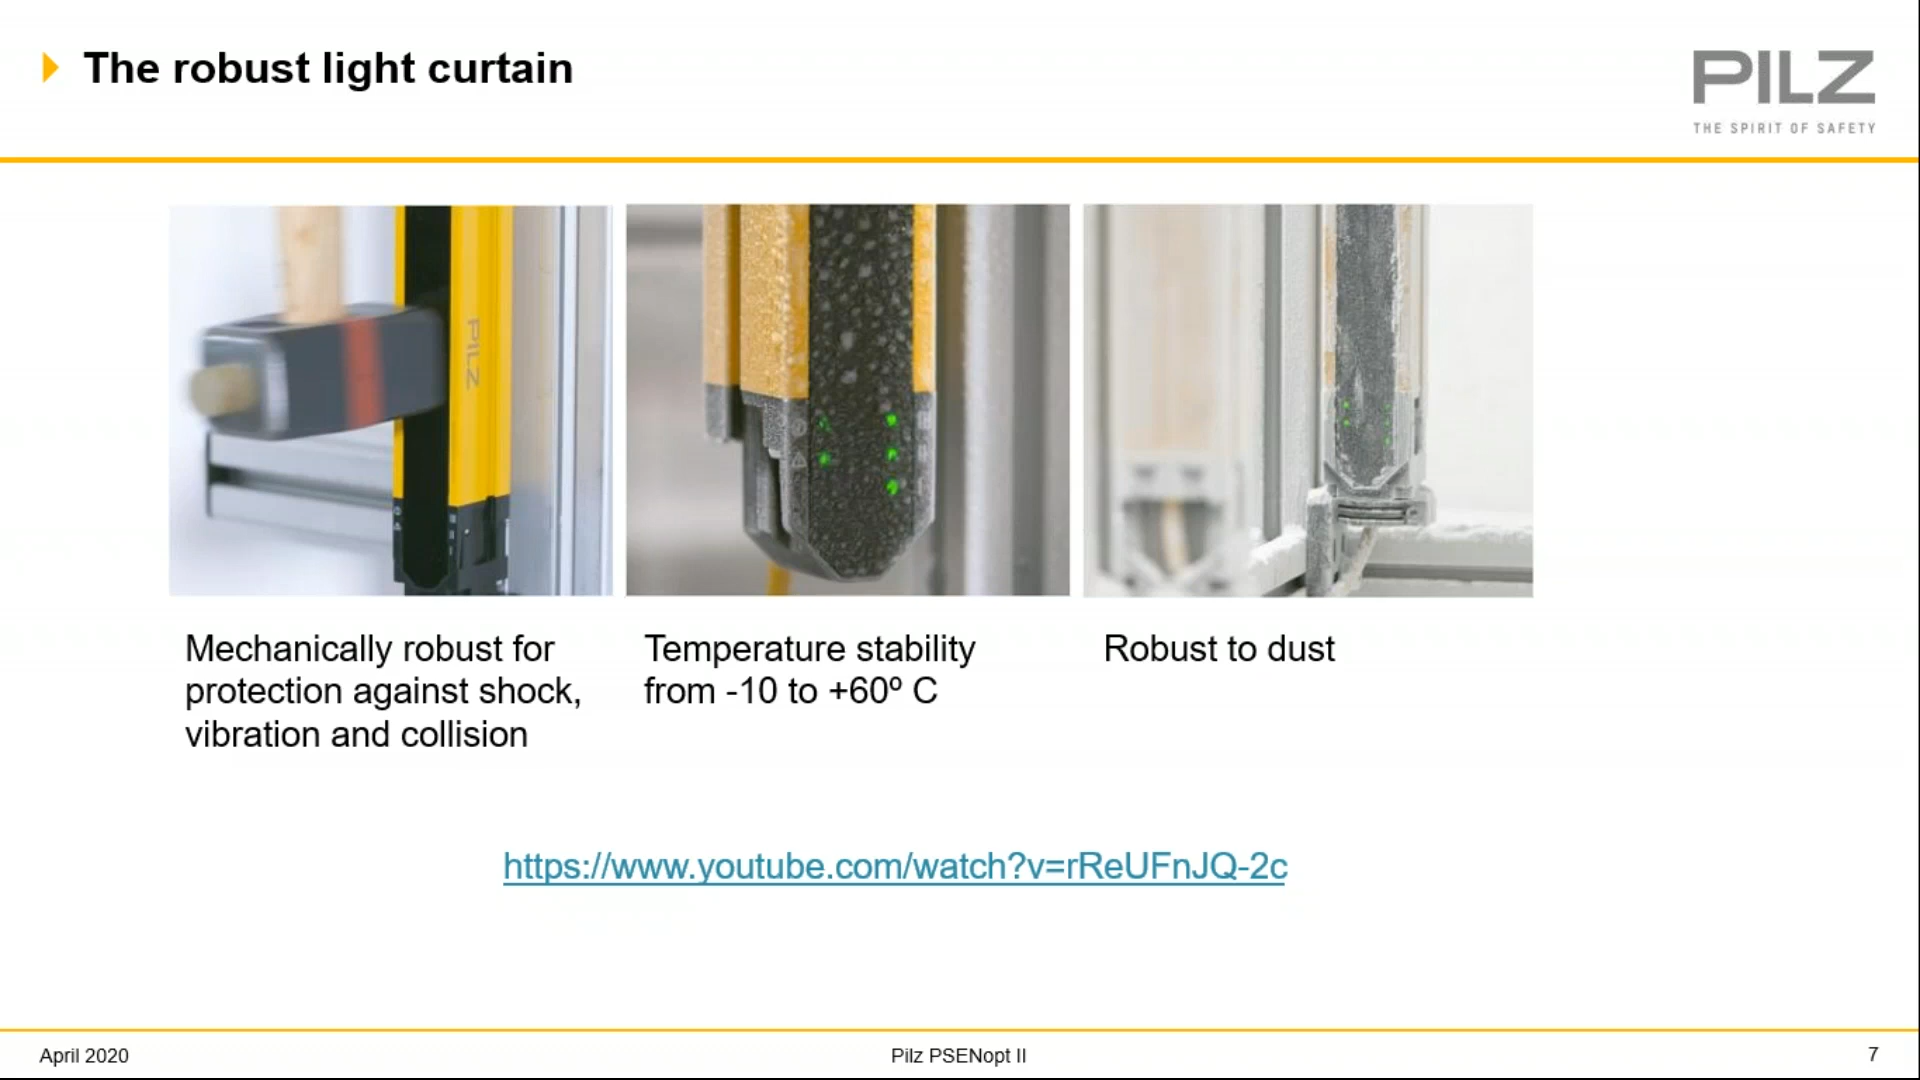 The robust light curtain
PILZ
THE SPIRIT OF SAFETY
PILZ
Mechanically robust for
protection against shock,
vibration and collision
Temperature stability
from -10 to +60º C
Robust to dust
https://www.youtube.com/watch?v=rReUFnJQ-2c
April 2020
Pilz PSENopt II
7